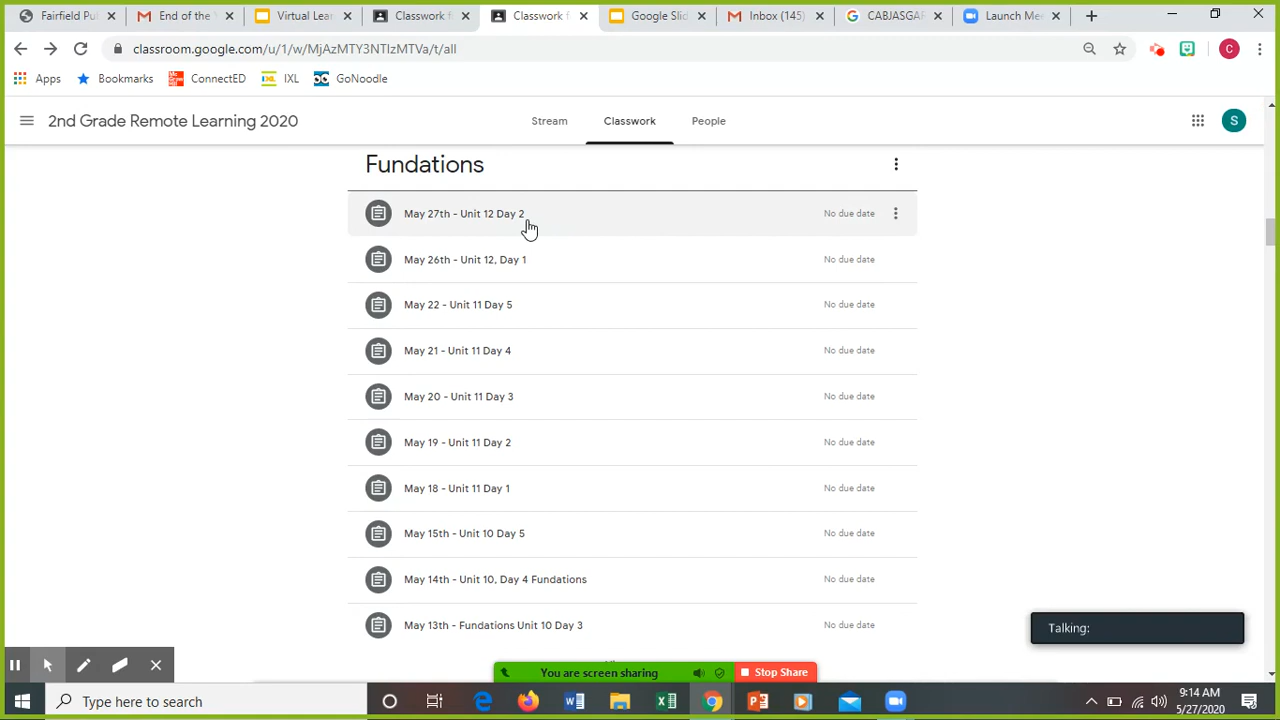 Fairfield Pu
End of the
Virtual Lear
Classwork f
Classwork f
Google Slid
Inbox (145)
CABJASGAF
Launch Mee
classroom.google.com/u/1/w/MjAzMTY3NTIzMTVa/t/all
C
Apps
Bookmarks
ConnectED
IXL
GoNoodle
2nd Grade Remote Learning 2020
Stream
Classwork
People
S
Fundations
May 27th - Unit 12 Day 2 No due date
May 26th - Unit 12, Day 1 No due date
May 22 - Unit 11 Day 5 No due date
May 21 - Unit 11 Day 4 No due date
May 20 - Unit 11 Day 3 No due date
May 19 - Unit 11 Day 2 No due date
May 18 - Unit 11 Day 1 No due date
May 15th - Unit 10 Day 5 No due date
May 14th - Unit 10, Day 4 Fundations No due date
May 13th - Fundations Unit 10 Day 3 No due date
Talking:
You are screen sharing
Stop Share
Type here to search
9:14 AM
5/27/2020